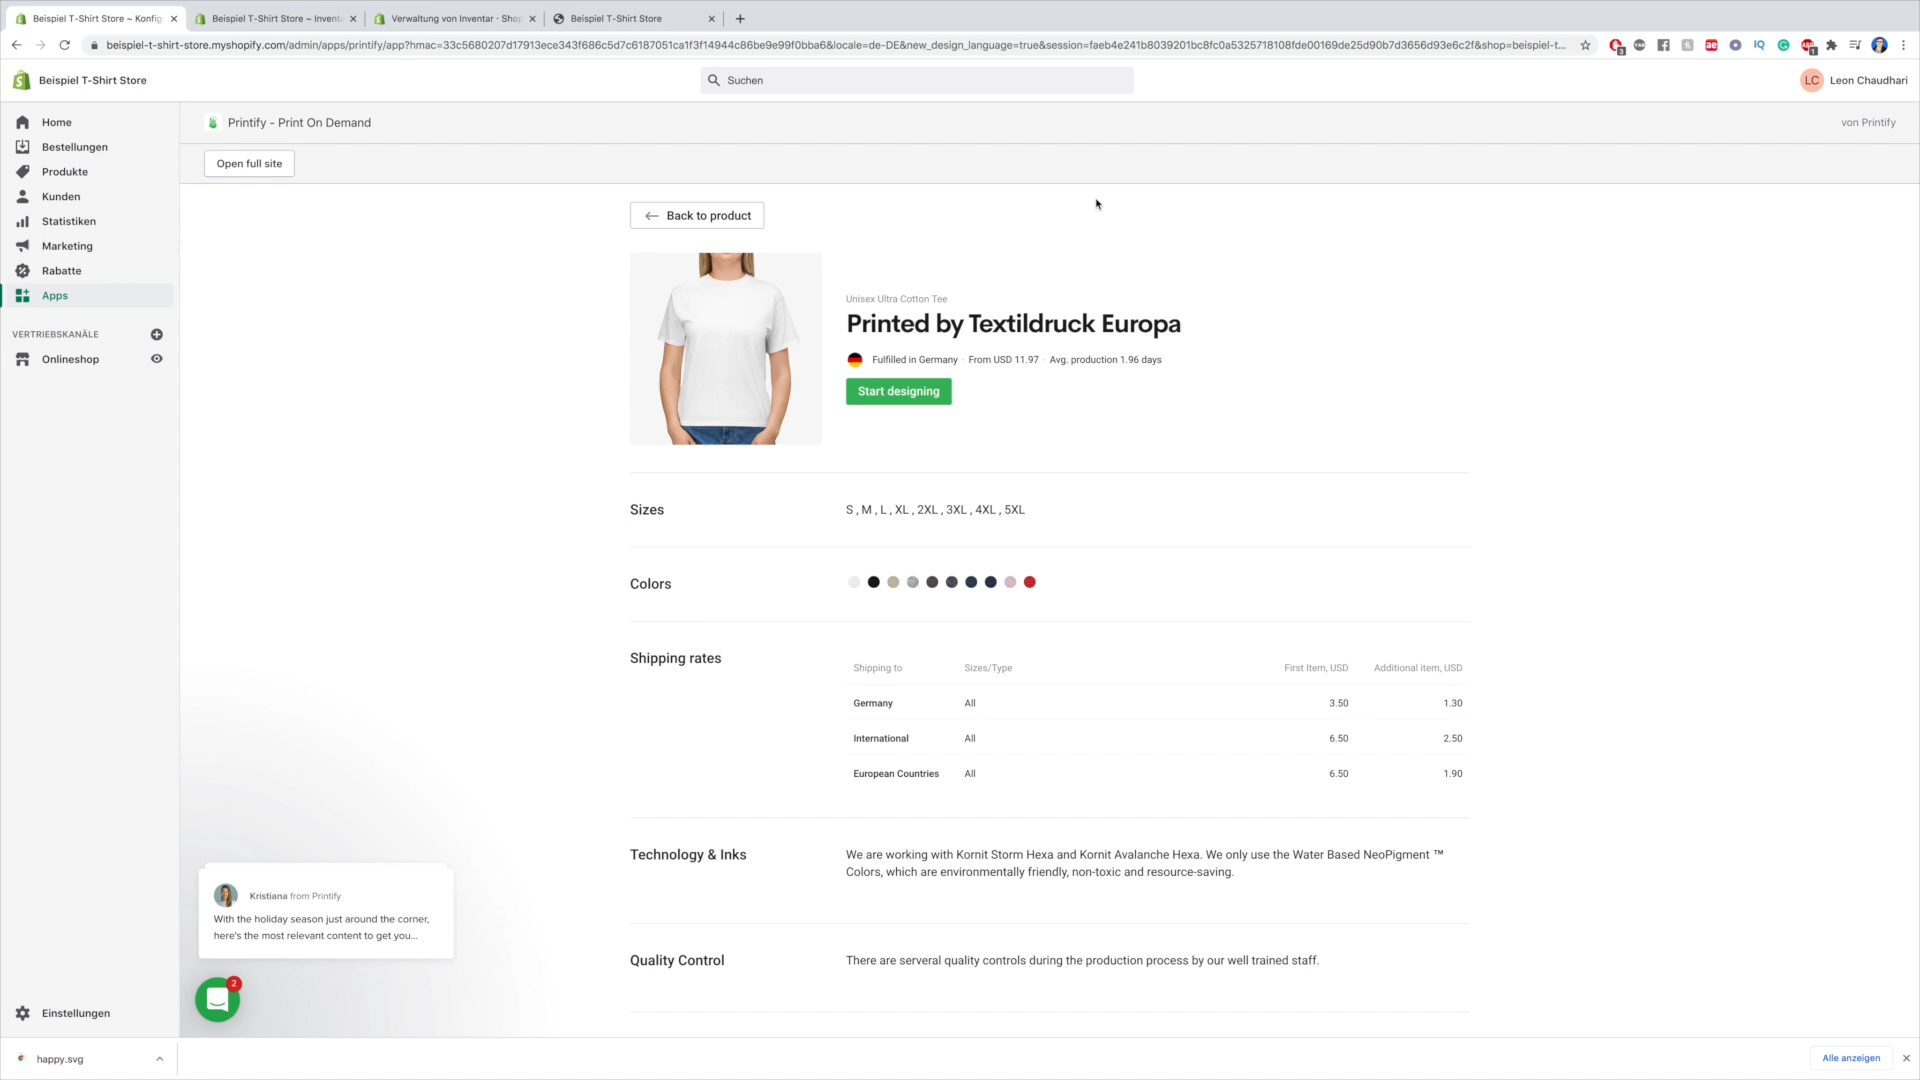 Beispiel T-Shirt Store ~ Konfig
Beispiel T-Shirt Store ~ Invent
Verwaltung von Inventar · Shop
Beispiel T-Shirt Store
beispiel-t-shirt-store.myshopify.com/admin/apps/printify/app?hmac=33c5680207d17913ece343f686c5d7c6187051ca1f3f14944c86be9e99f0bba6&locale=de-DE&new_design_language=true&session=faeb4e241b8039201bc8fc0a5325718108fde00169de25d90b7d3656d93e6c2f&shop=beispiel-t...
Beispiel T-Shirt Store
Suchen
LC Leon Chaudhari
Home
Bestellungen
Produkte
Kunden
Statistiken
Marketing
Rabatte
Apps
VERTRIEBSKANÄLE
Onlineshop
Einstellungen
Printify - Print On Demand
von Printify
Open full site
Back to product
Unisex Ultra Cotton Tee
Printed by Textildruck Europa
Fulfilled in Germany · From USD 11.97 · Avg. production 1.96 days
Start designing
Sizes
S , M , L , XL , 2XL , 3XL , 4XL , 5XL
Colors
Shipping rates
Shipping to Sizes/Type First Item, USD Additional item, USD
Germany All 3.50 1.30
International All 6.50 2.50
European Countries All 6.50 1.90
Technology & Inks
We are working with Kornit Storm Hexa and Kornit Avalanche Hexa. We only use the Water Based NeoPigment ™
Colors, which are environmentally friendly, non-toxic and resource-saving.
Quality Control
There are serveral quality controls during the production process by our well trained staff.
Kristiana from Printify
With the holiday season just around the corner,
here's the most relevant content to get you...
2
happy.svg
Alle anzeigen